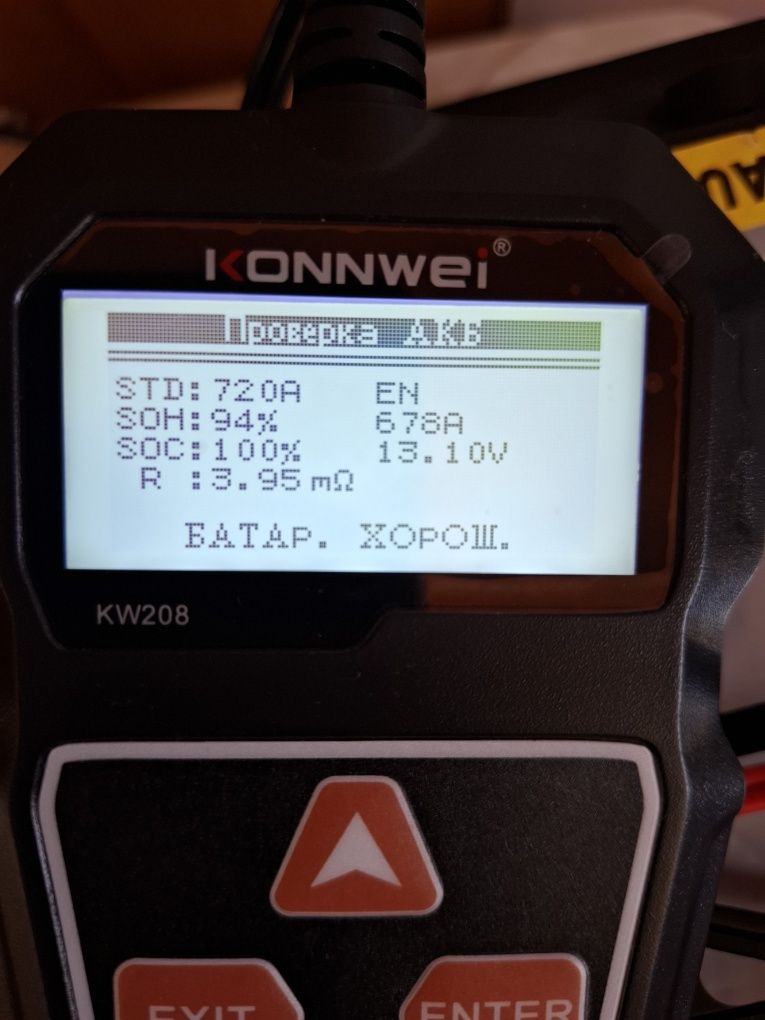 KONNWEI®
Проверка АКБ
STD:720A EN
SOH:94% 678A
SOC:100% 13.10V
R :3.95mΩ
БАТАР. ХОРОШ.
KW208
EXIT ENTER